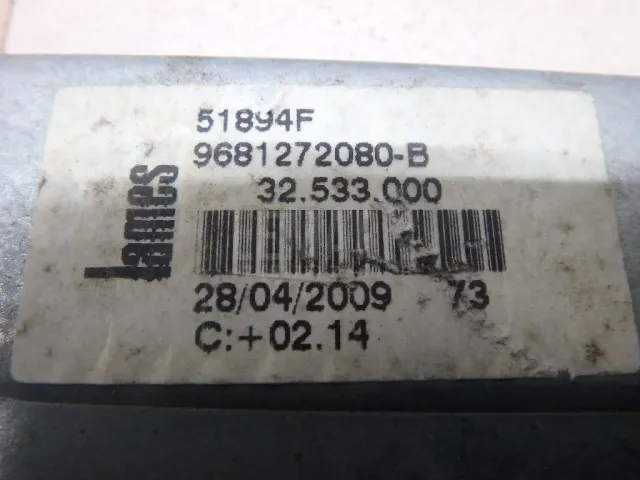 Lames
51894F
9681272080-B
32.533.000
28/04/2009 73
C:+02.14